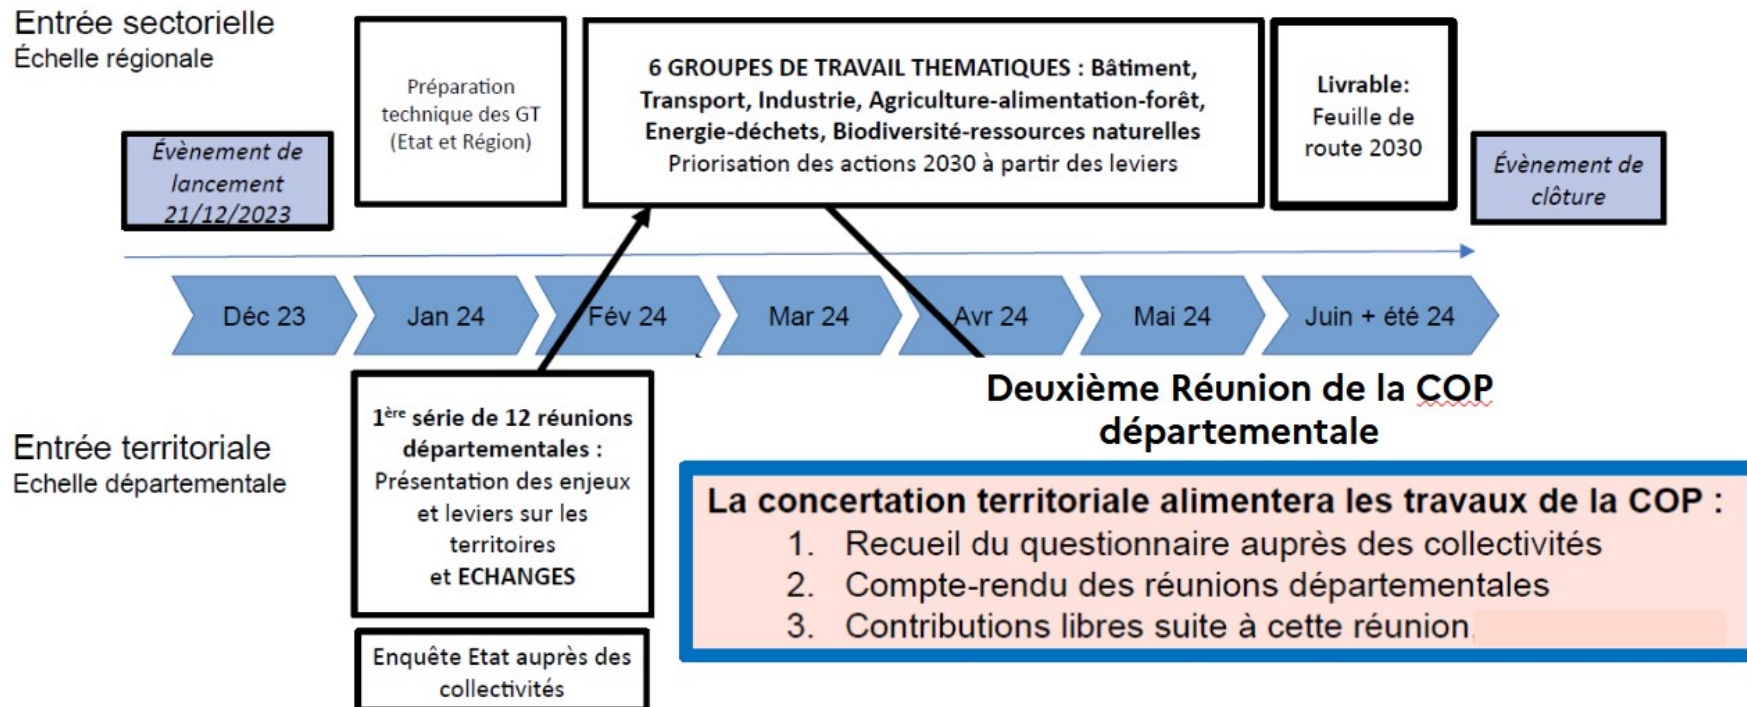 Entrée sectorielle
Échelle régionale
Évènement de
lancement
21/12/2023
Préparation
technique des GT
(Etat et Région)
6 GROUPES DE TRAVAIL THEMATIQUES : Bâtiment,
Transport, Industrie, Agriculture-alimentation-forêt,
Energie-déchets, Biodiversité-ressources naturelles
Priorisation des actions 2030 à partir des leviers
Livrable:
Feuille de
route 2030
Évènement de
clôture
Déc 23
Jan 24
Fév 24
Mar 24
Avr 24
Mai 24
Juin + été 24
Entrée territoriale
Echelle départementale
1ère série de 12 réunions
départementales :
Présentation des enjeux
et leviers sur les
territoires
et ECHANGES
Enquête Etat auprès des
collectivités
Deuxième Réunion de la COP
départementale
La concertation territoriale alimentera les travaux de la COP :
1. Recueil du questionnaire auprès des collectivités
2. Compte-rendu des réunions départementales
3. Contributions libres suite à cette réunion.